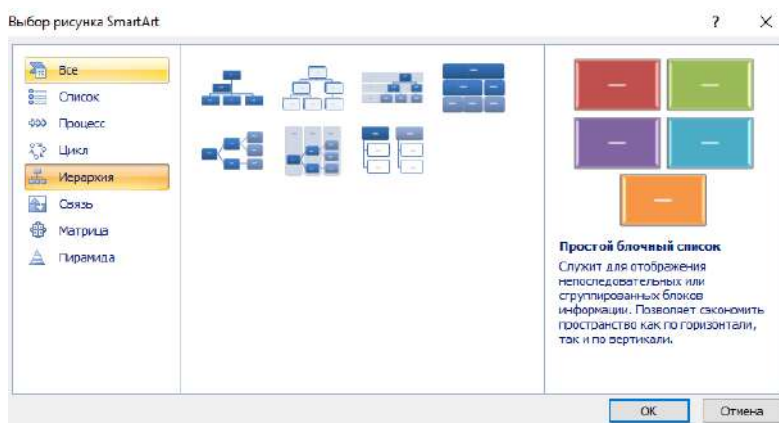 Выбор рисунка SmartArt
?
Все
Список
Процесс
Цикл
Иерархия
Связь
Матрица
Пирамида
Простой блочный список
Служит для отображения
непоследовательных или
сгруппированных блоков
информации. Позволяет сэкономить
пространство как по горизонтали,
так и по вертикали.
ОК
Отмена